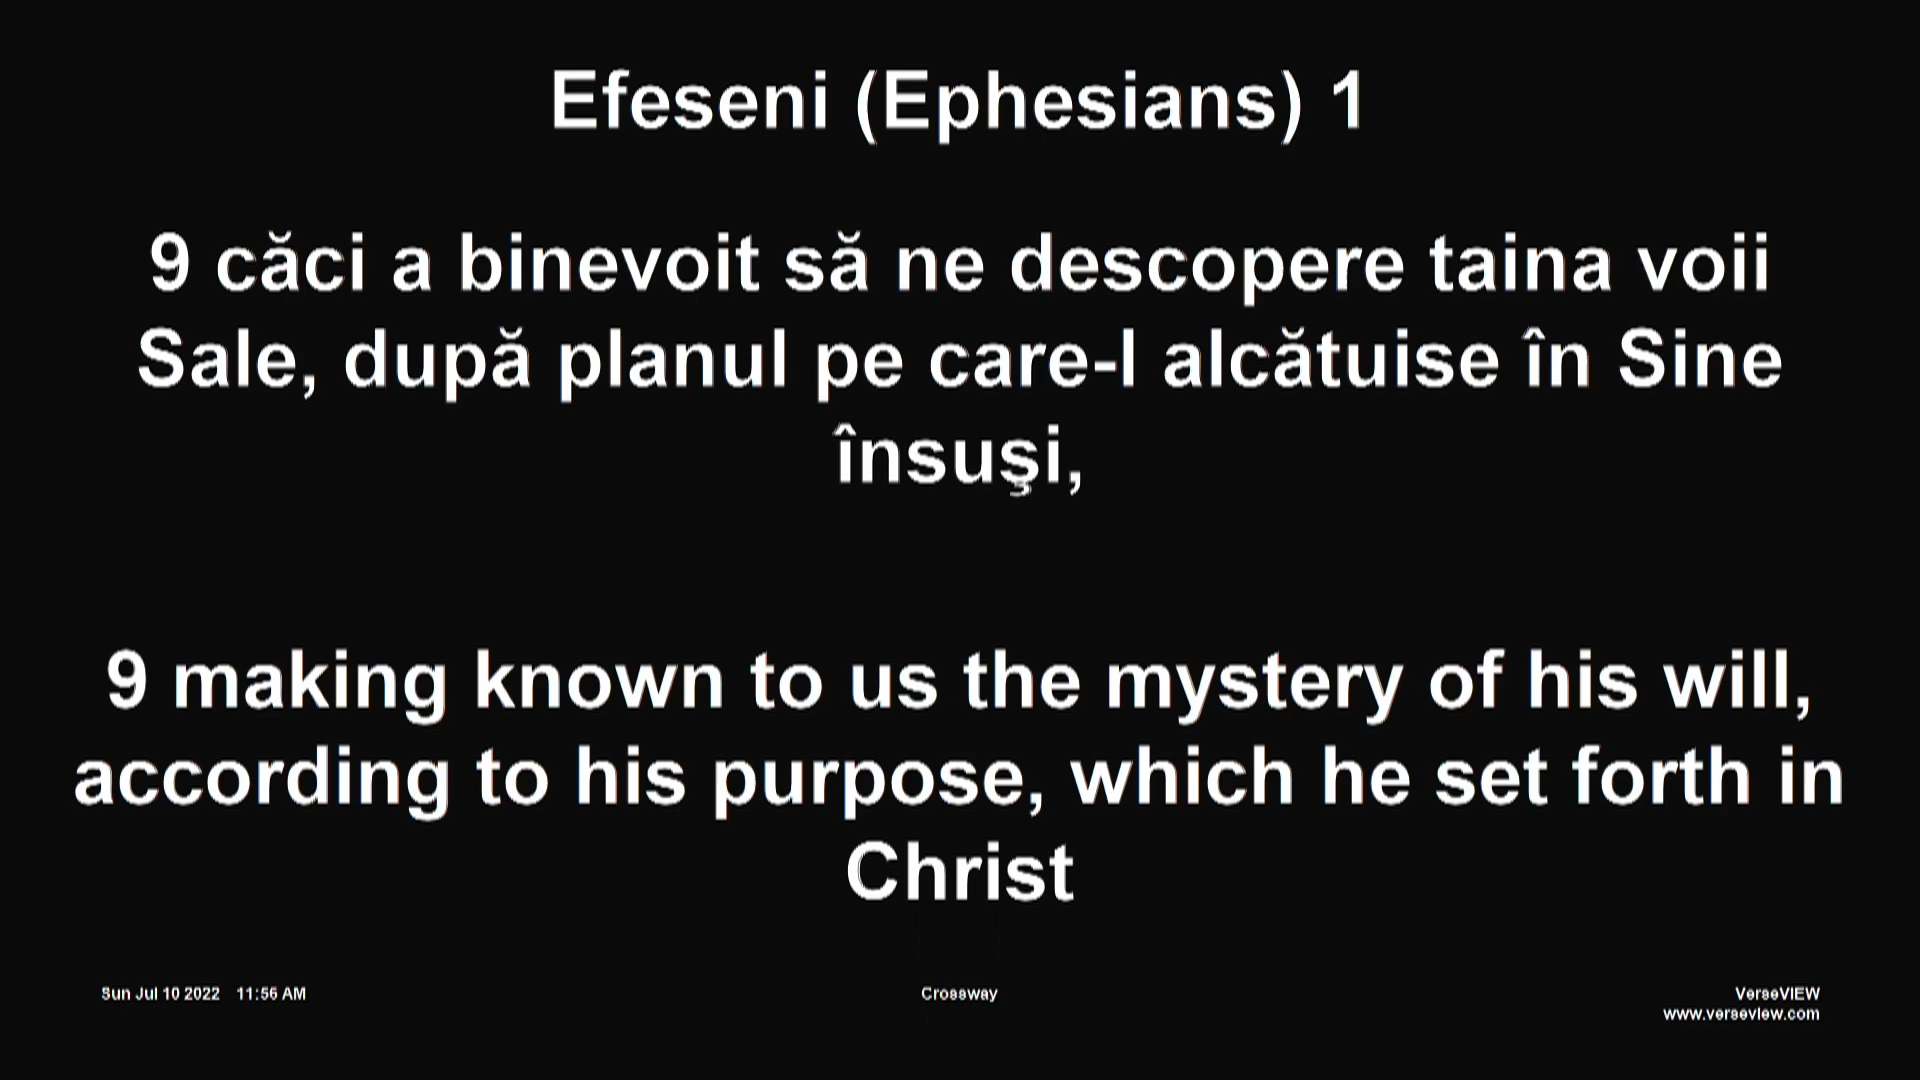 Efeseni (Ephesians) 1
9 căci a binevoit să ne descopere taina voii
Sale, după planul pe care-l alcătuise în Sine
însuşi,
9 making known to us the mystery of his will,
according to his purpose, which he set forth in
Christ
Sun Jul 10 2022 11:56 AM
Crossway
VerseVIEW
www.verseview.com